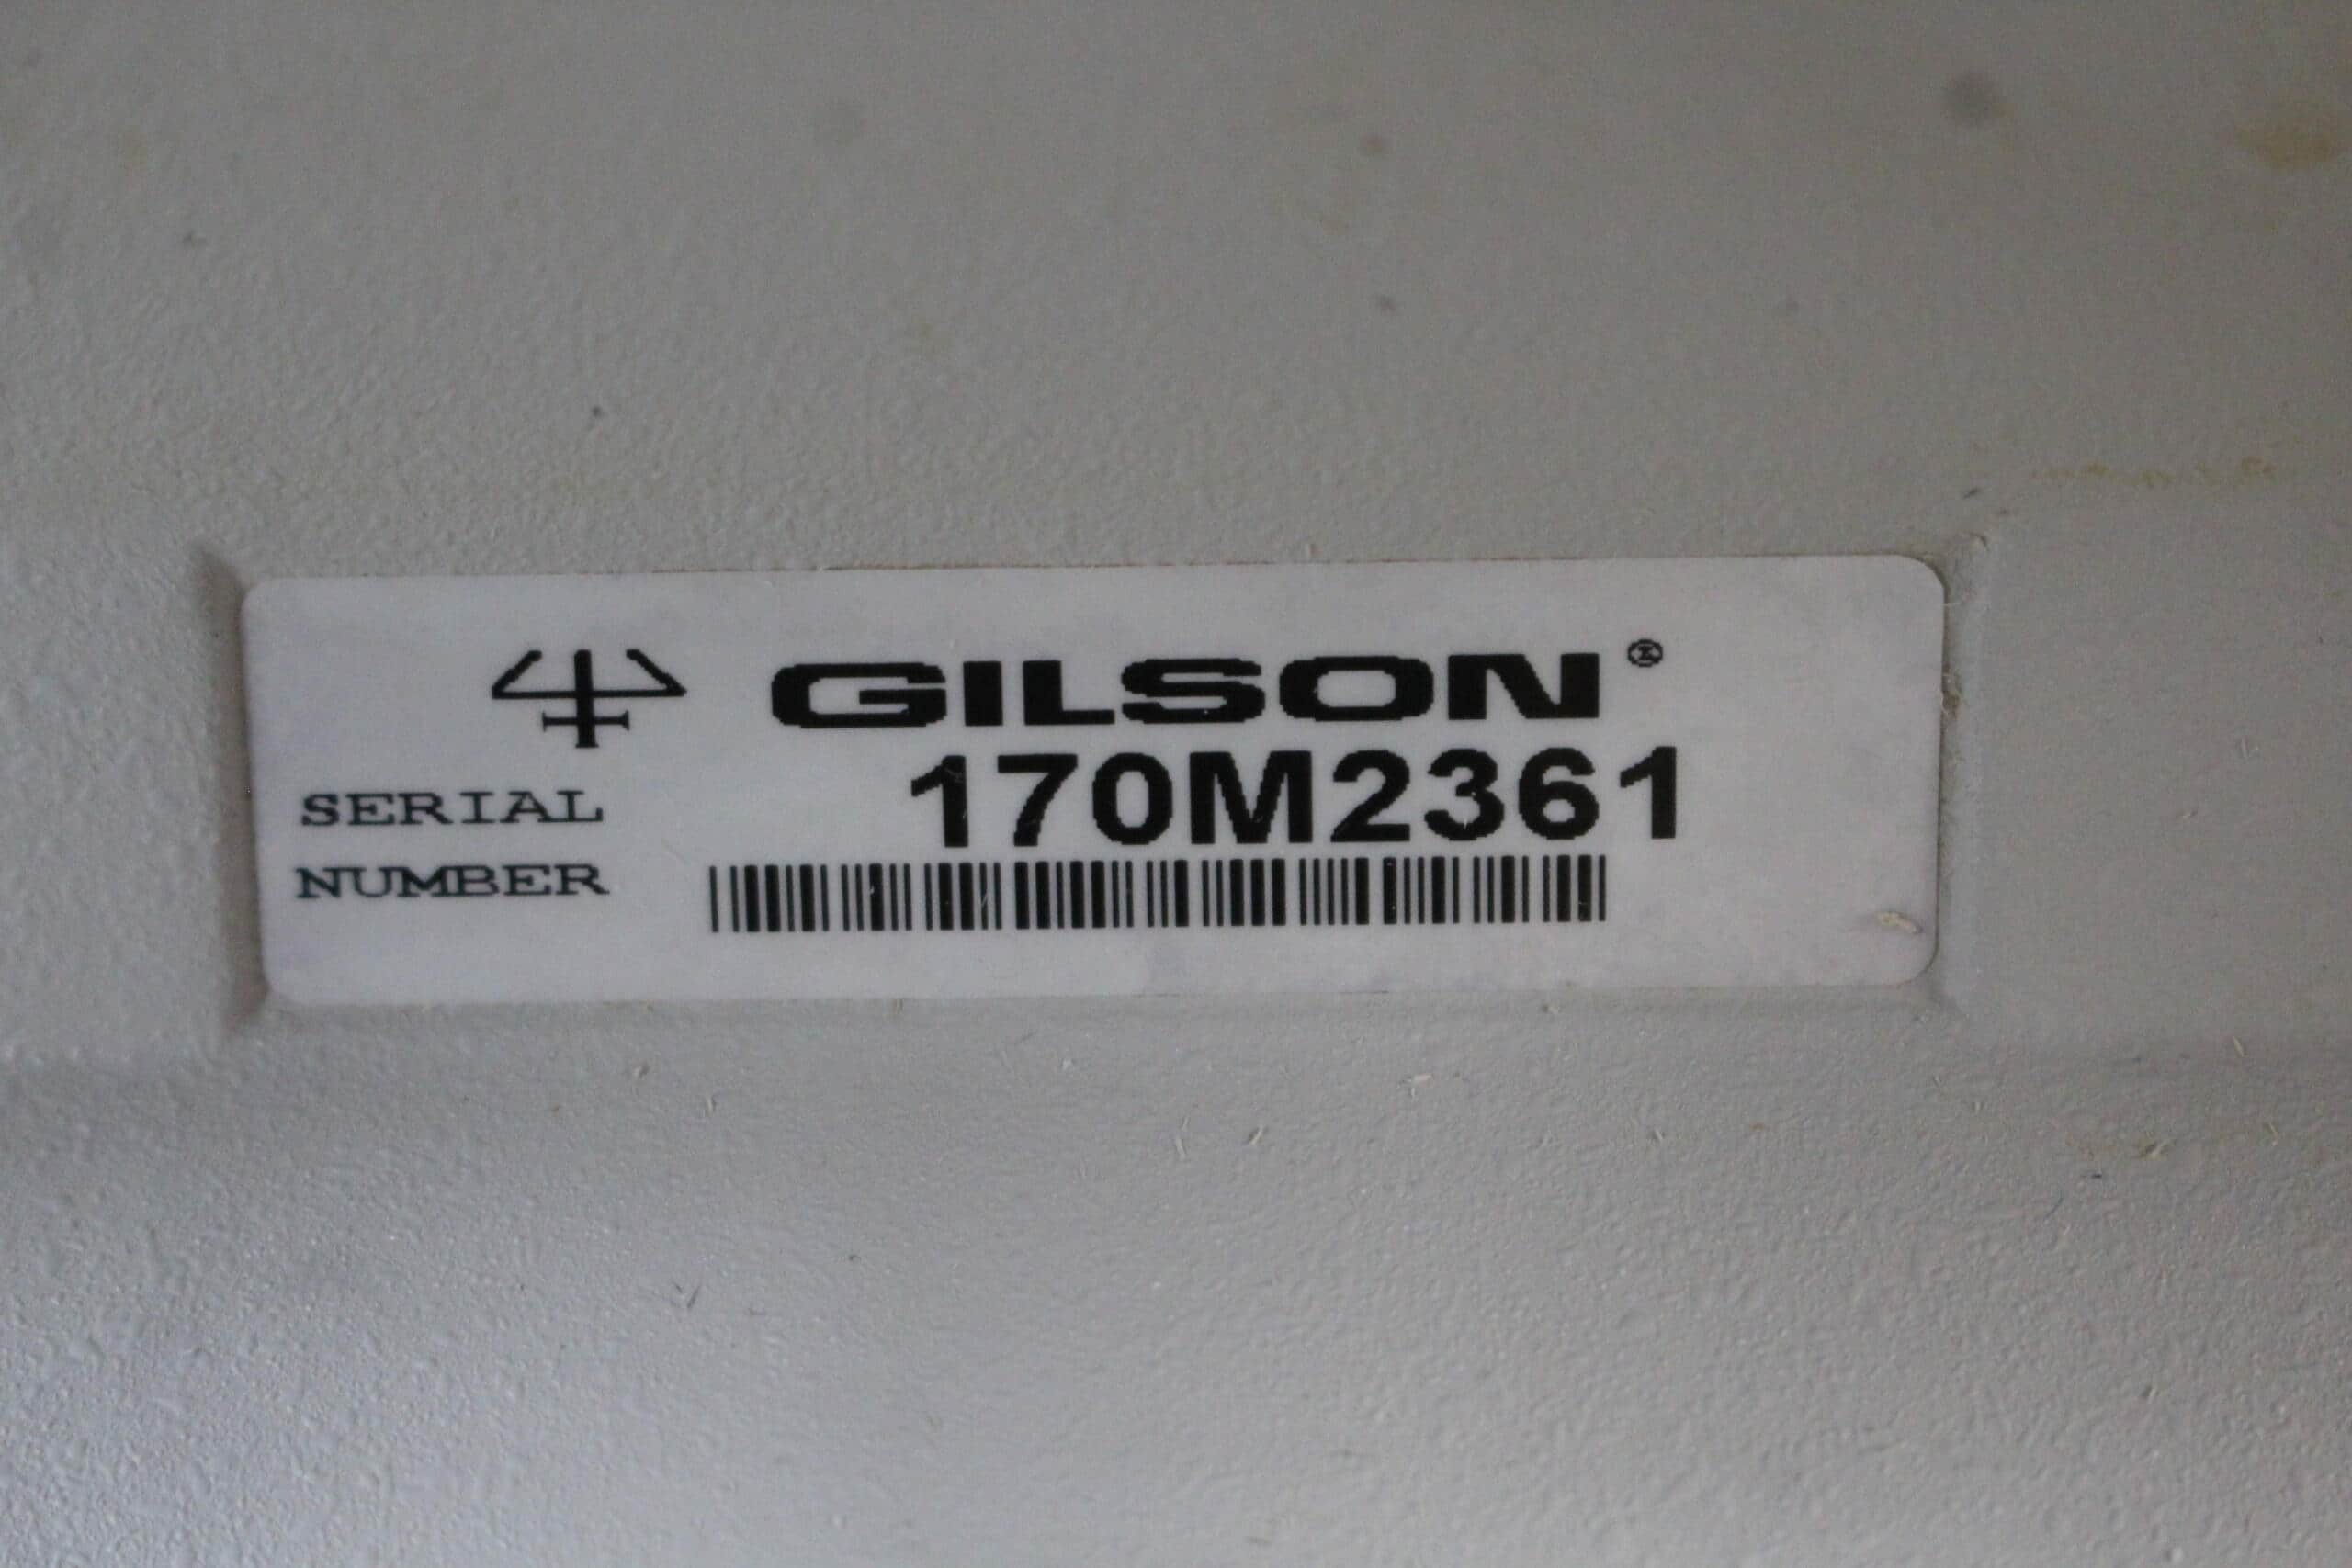 GILSON®
170M2361
SERIAL
NUMBER